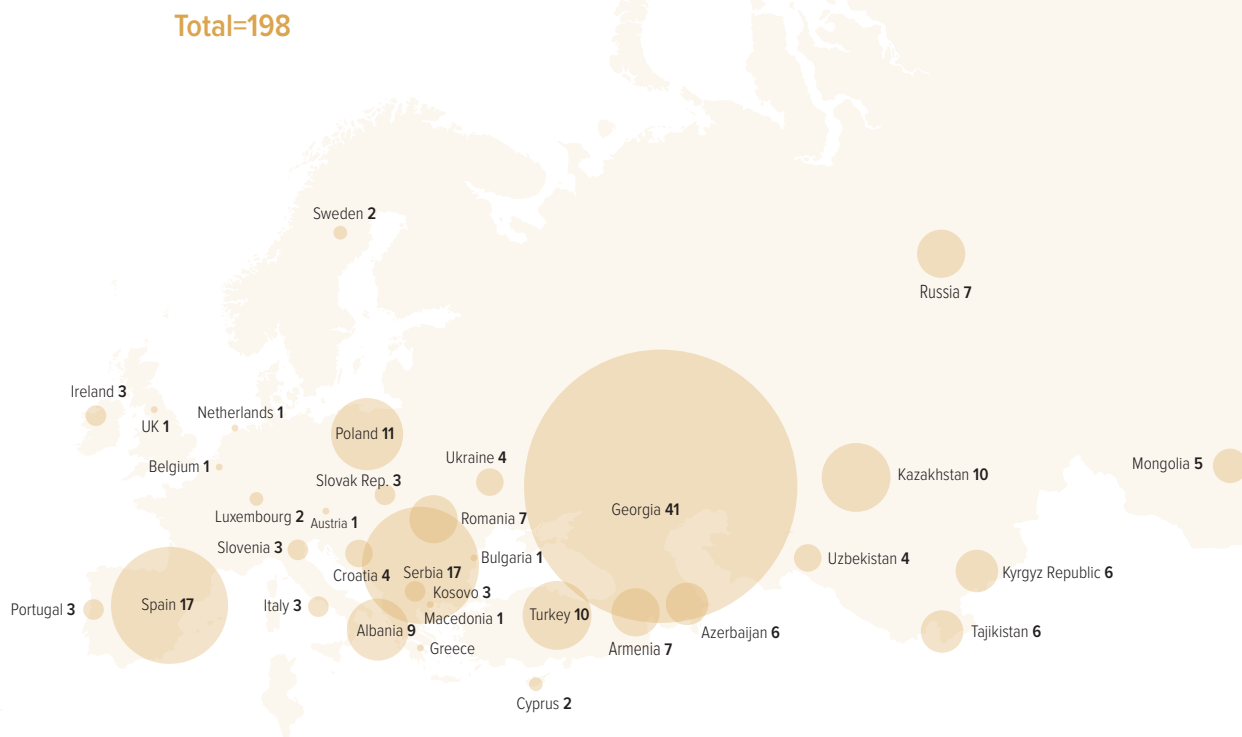 Total=198
Sweden 2
Russia 7
Ireland 3
Netherlands 1
UK 1
Poland 11
Ukraine 4
Mongolia 5
Belgium 1
Kazakhstan 10
Slovak Rep. 3
Georgia 41
Luxembourg 2
Austria 1
Romania 7
Slovenia 3
Bulgaria 1
Uzbekistan 4
Croatia 4
Serbia 17
Kyrgyz Republic 6
Kosovo 3
Spain 17
Italy 3
Portugal 3
Macedonia 1
Turkey 10
Albania 9
Azerbaijan 6
Tajikistan 6
Greece
Armenia 7
Cyprus 2